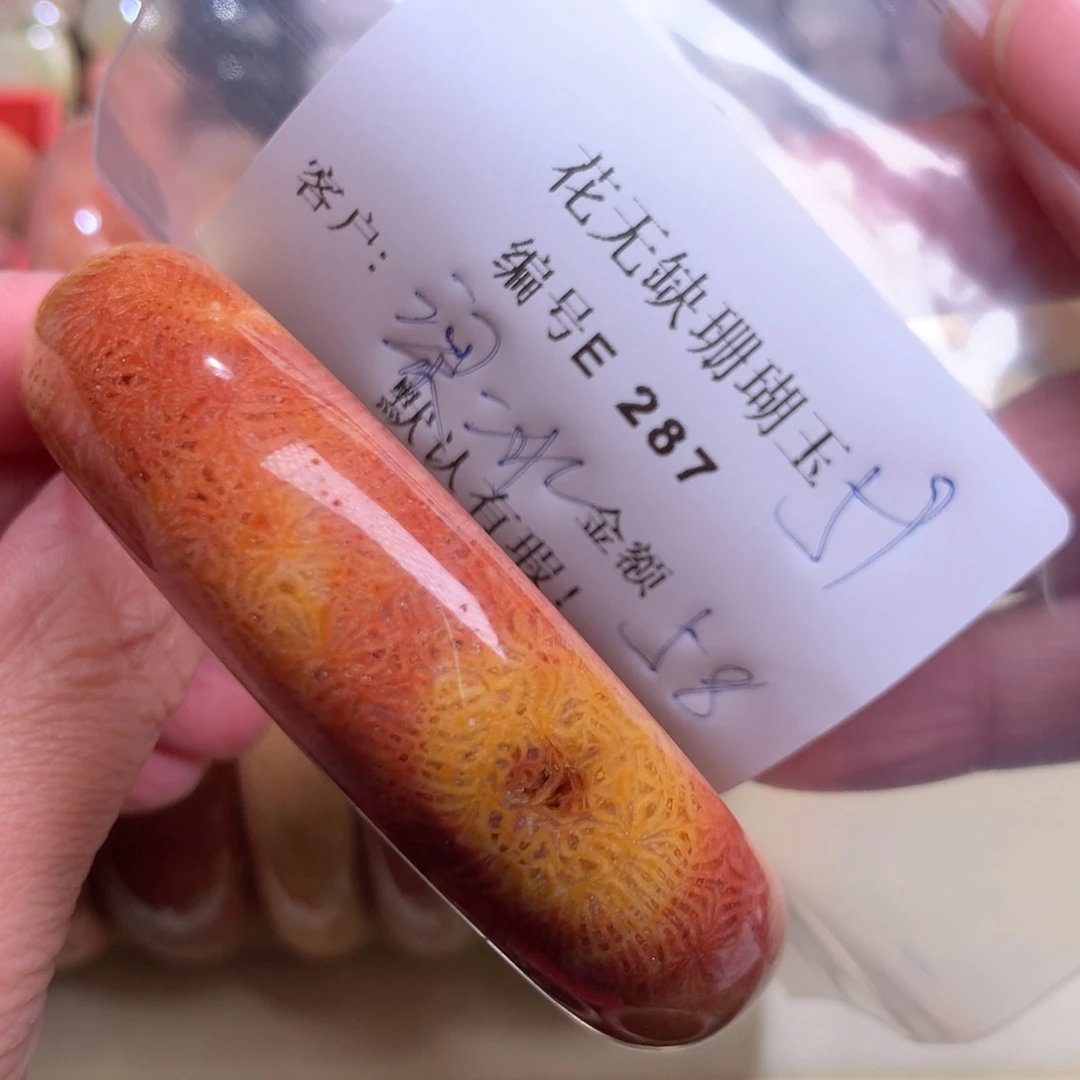 花无缺珊瑚玉
编号E 287
客户：
金额
默认有瑕！